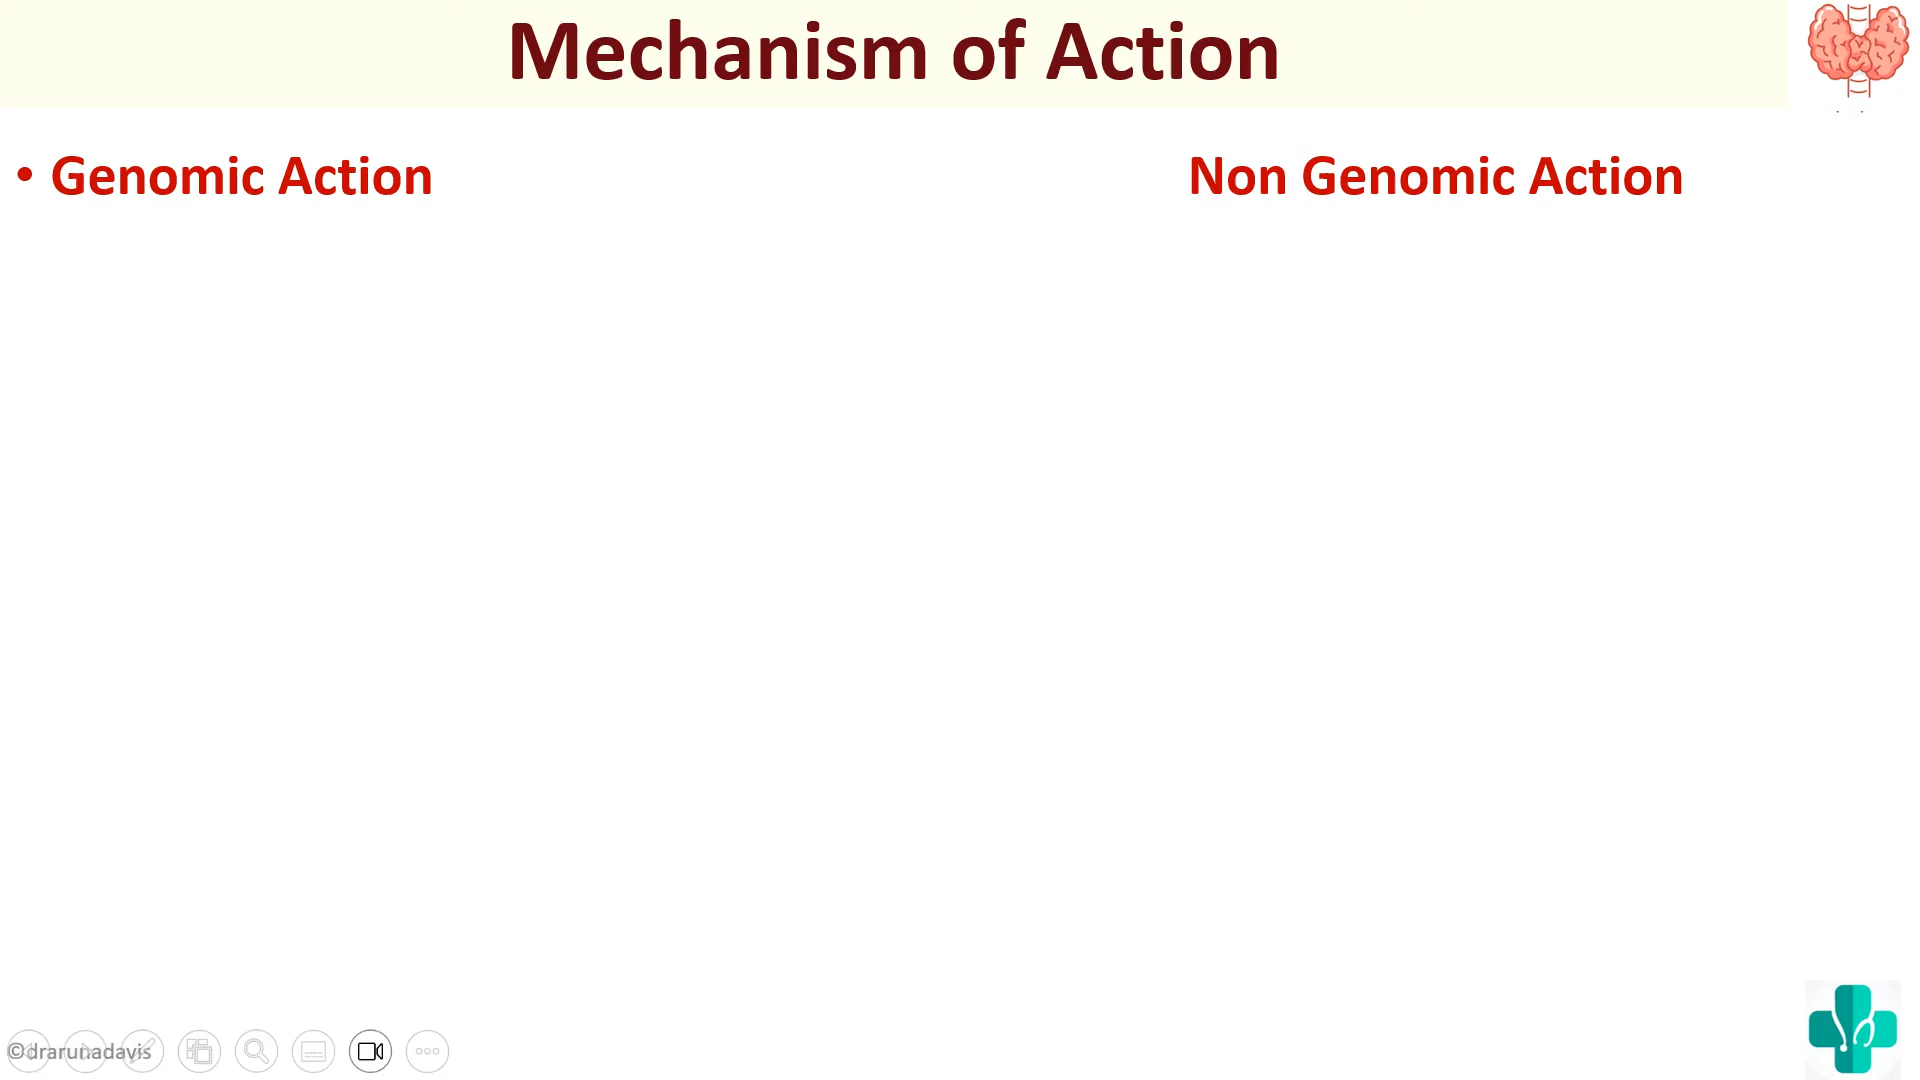 Mechanism of Action
• Genomic Action
Non Genomic Action
©drarunadavis